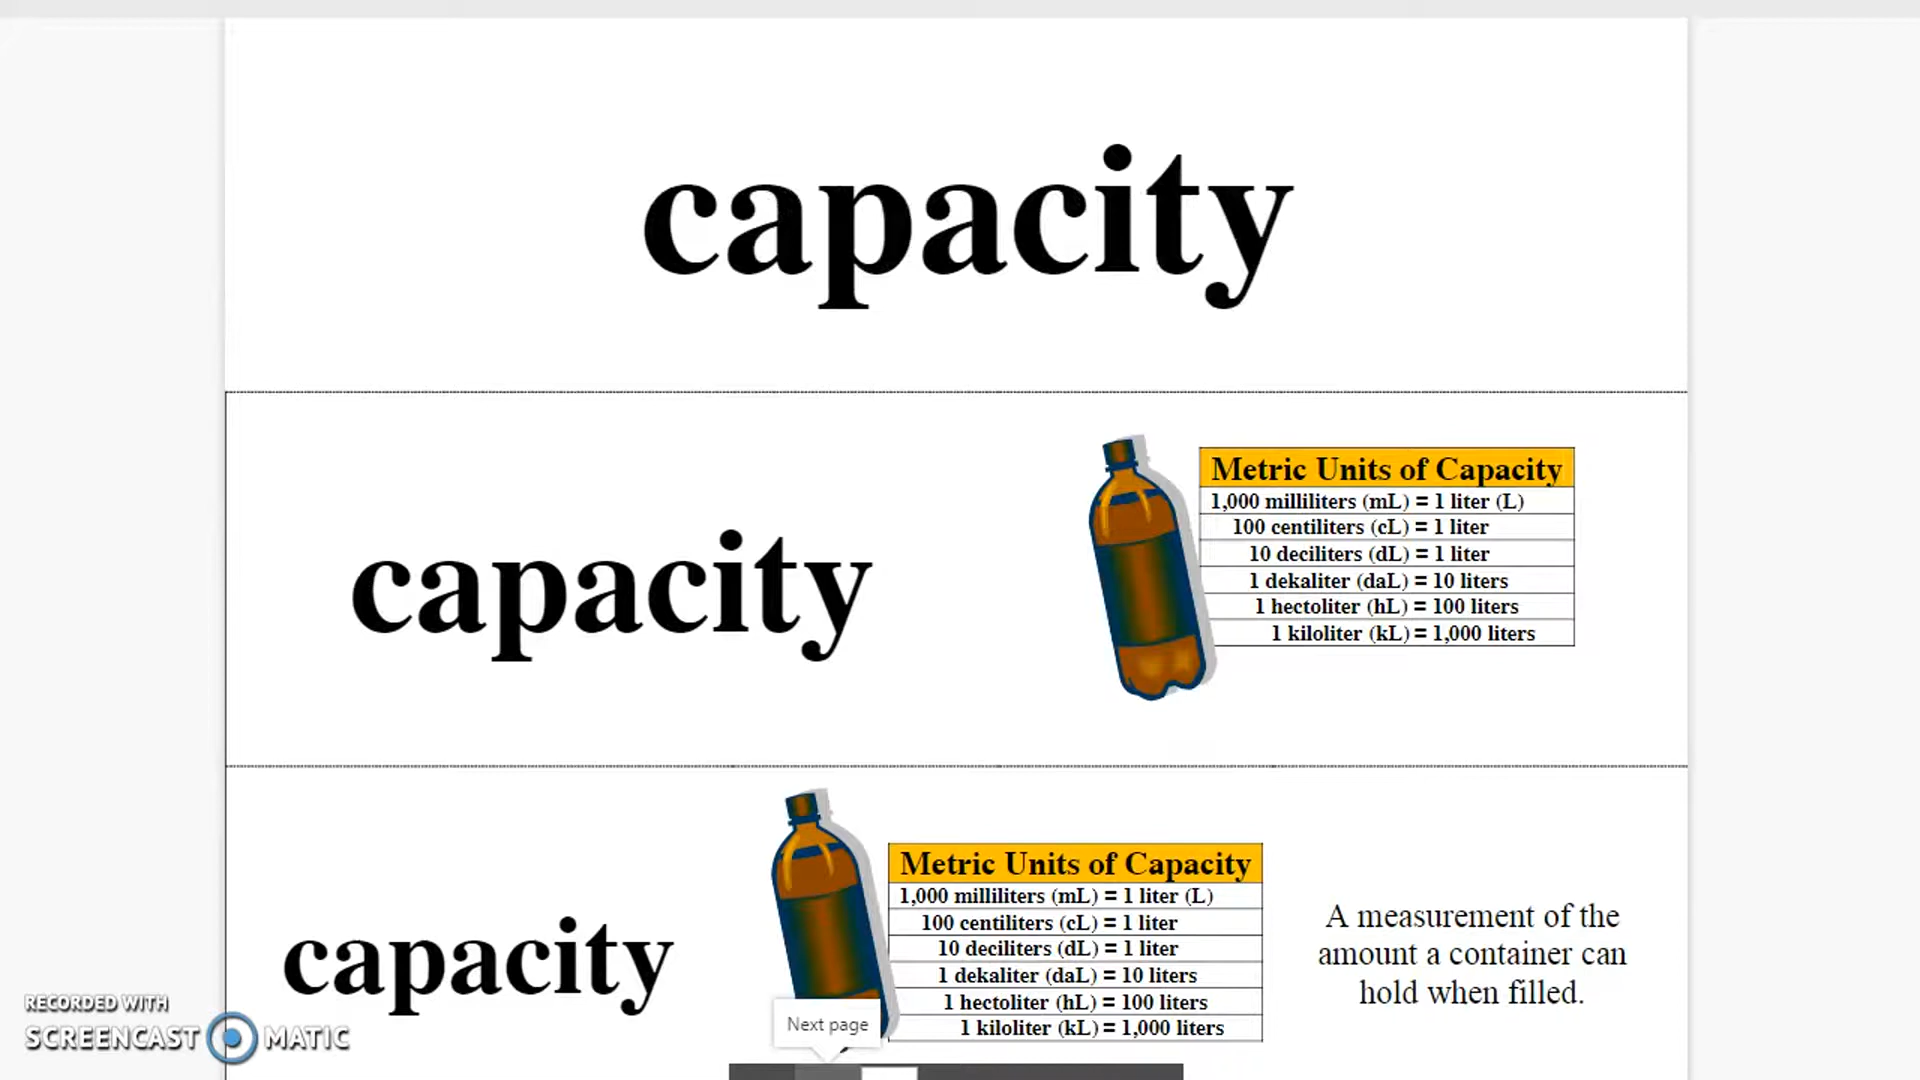 capacity
capacity
Metric Units of Capacity
1,000 milliliters (mL) = 1 liter (L)
100 centiliters (cL) = 1 liter
10 deciliters (dL) = 1 liter
1 dekaliter (daL) = 10 liters
1 hectoliter (hL) = 100 liters
1 kiloliter (kL) = 1,000 liters
capacity
Metric Units of Capacity
1,000 milliliters (mL) = 1 liter (L)
100 centiliters (cL) = 1 liter
10 deciliters (dL) = 1 liter
1 dekaliter (daL) = 10 liters
1 hectoliter (hL) = 100 liters
1 kiloliter (kL) = 1,000 liters
A measurement of the
amount a container can
hold when filled.
Next page
RECORDED WITH
SCREENCAST MATIC